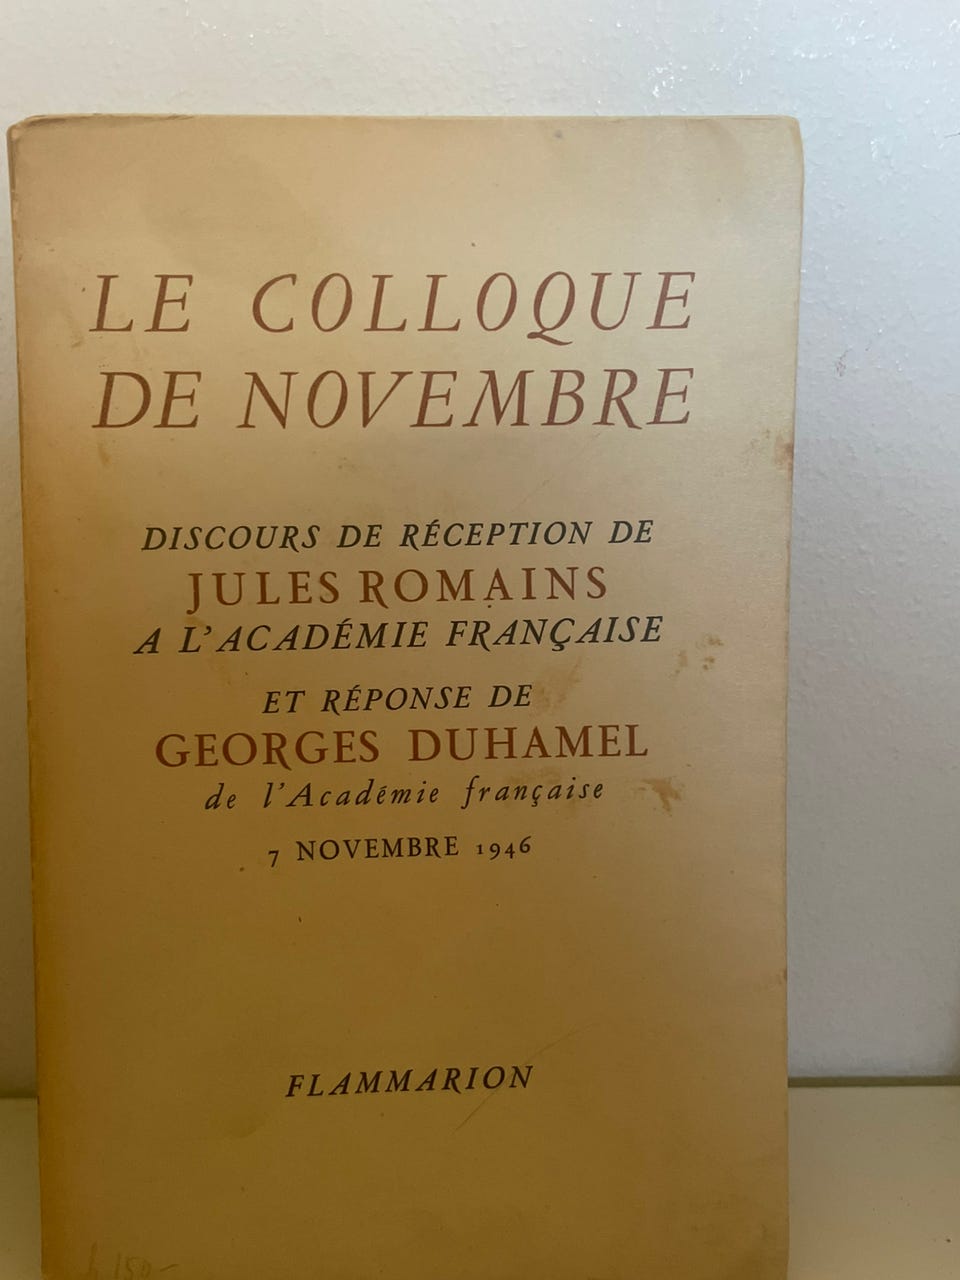 LE COLLOQUE
DE NOVEMBRE
DISCOURS DE RÉCEPTION DE
JULES ROMAINS
A L'ACADÉMIE FRANÇAISE
ET RÉPONSE DE
GEORGES DUHAMEL
de l'Académie française
7 NOVEMBRE 1946
FLAMMARION